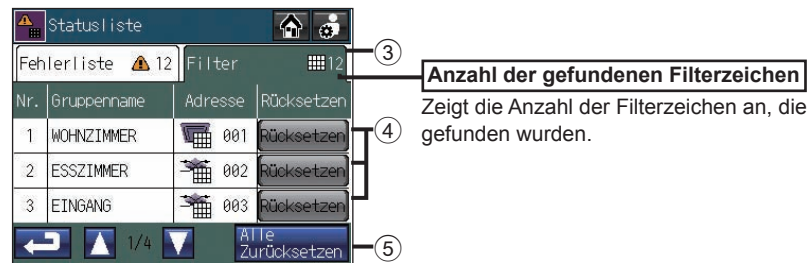 Statusliste
Fehlerliste 12 Filter 12
Nr. Gruppenname Adresse Rücksetzen
1 WOHNZIMMER 001 Rücksetzen
2 ESSZIMMER 002 Rücksetzen
3 EINGANG 003 Rücksetzen
1/4 Alle
Zurücksetzen
③
④
⑤
Anzahl der gefundenen Filterzeichen
Zeigt die Anzahl der Filterzeichen an, die
gefunden wurden.